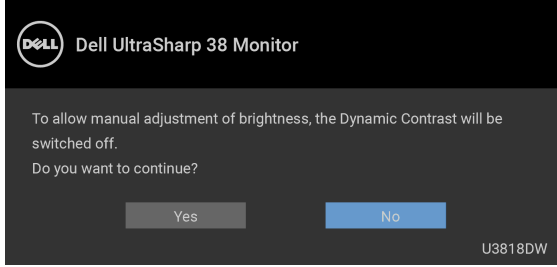 DELL
Dell UltraSharp 38 Monitor
To allow manual adjustment of brightness, the Dynamic Contrast will be
switched off.
Do you want to continue?
Yes
No
U3818DW